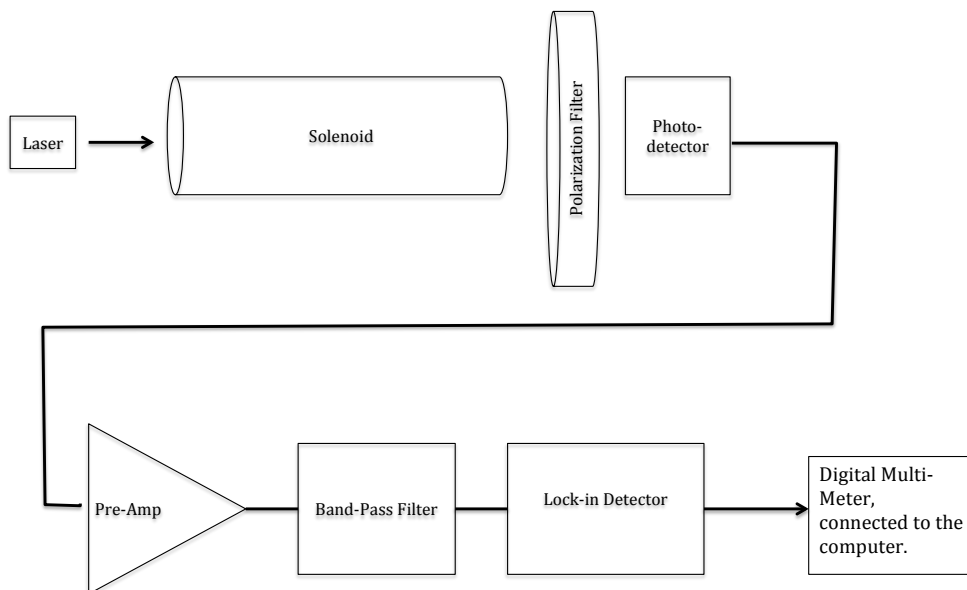 Laser
Solenoid
Polarization Filter
Photo-
detector
Pre-Amp
Band-Pass Filter
Lock-in Detector
Digital Multi-
Meter,
connected to the
computer.